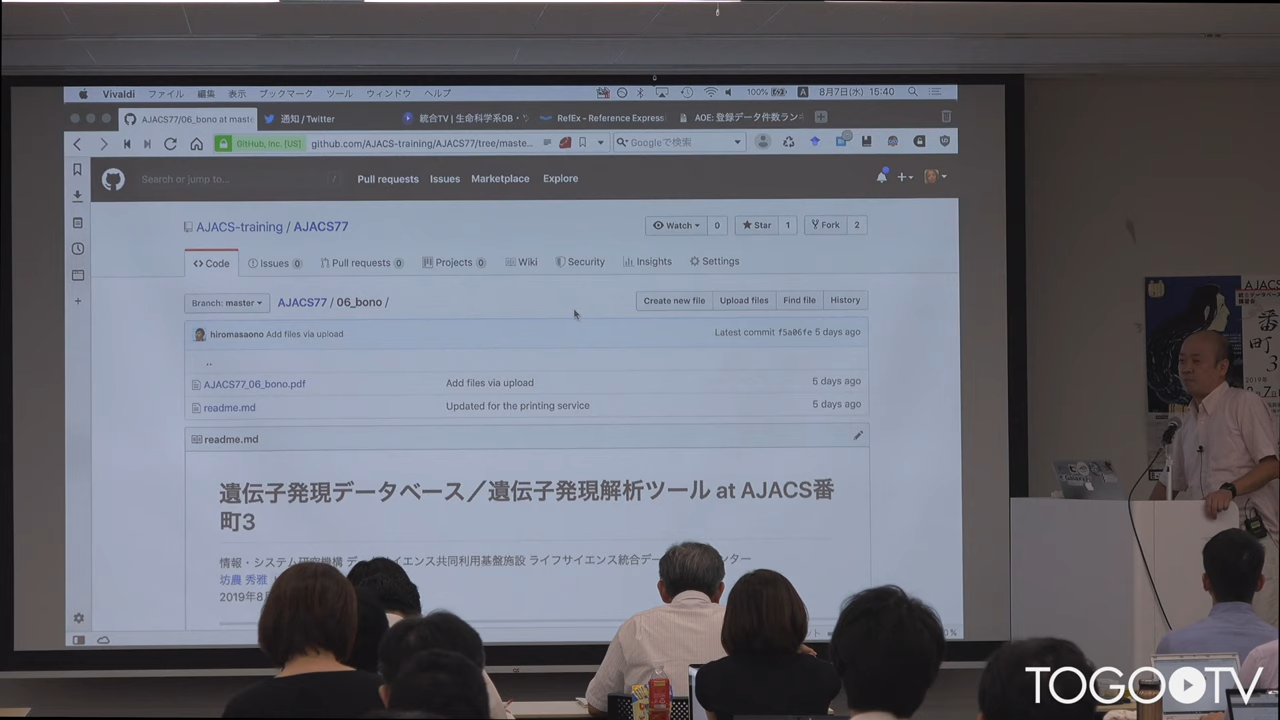 Vivaldi ファイル 編集 表示 ブックマーク ツール ウィンドウ ヘルプ 100% A 8月7日(水) 15:40
AJACS77/06_bono at maste 通知 / Twitter 統合TV | 生命科学系DB・ RefEx - Reference Express AOE: 登録データ件数ラン
GitHub, Inc. [US] github.com/AJACS-training/AJACS77/tree/maste... Googleで検索
Search or jump to... / Pull requests Issues Marketplace Explore
AJACS-training / AJACS77 Watch 0 Star 1 Fork 2
Code Issues 0 Pull requests 0 Projects 0 Wiki Security Insights Settings
Branch: master AJACS77 / 06_bono / Create new file Upload files Find file History
hiromasaono Add files via upload Latest commit f5a06fe 5 days ago
..
AJACS77_06_bono.pdf Add files via upload 5 days ago
readme.md Updated for the printing service 5 days ago
readme.md
遺伝子発現データベース／遺伝子発現解析ツール at AJACS番
町3
情報・システム研究機構 データサイエンス共同利用基盤施設 ライフサイエンス統合デー ンター
坊農 秀雅
2019年8
AJACS
番
町
3
2019年
TOGOTV